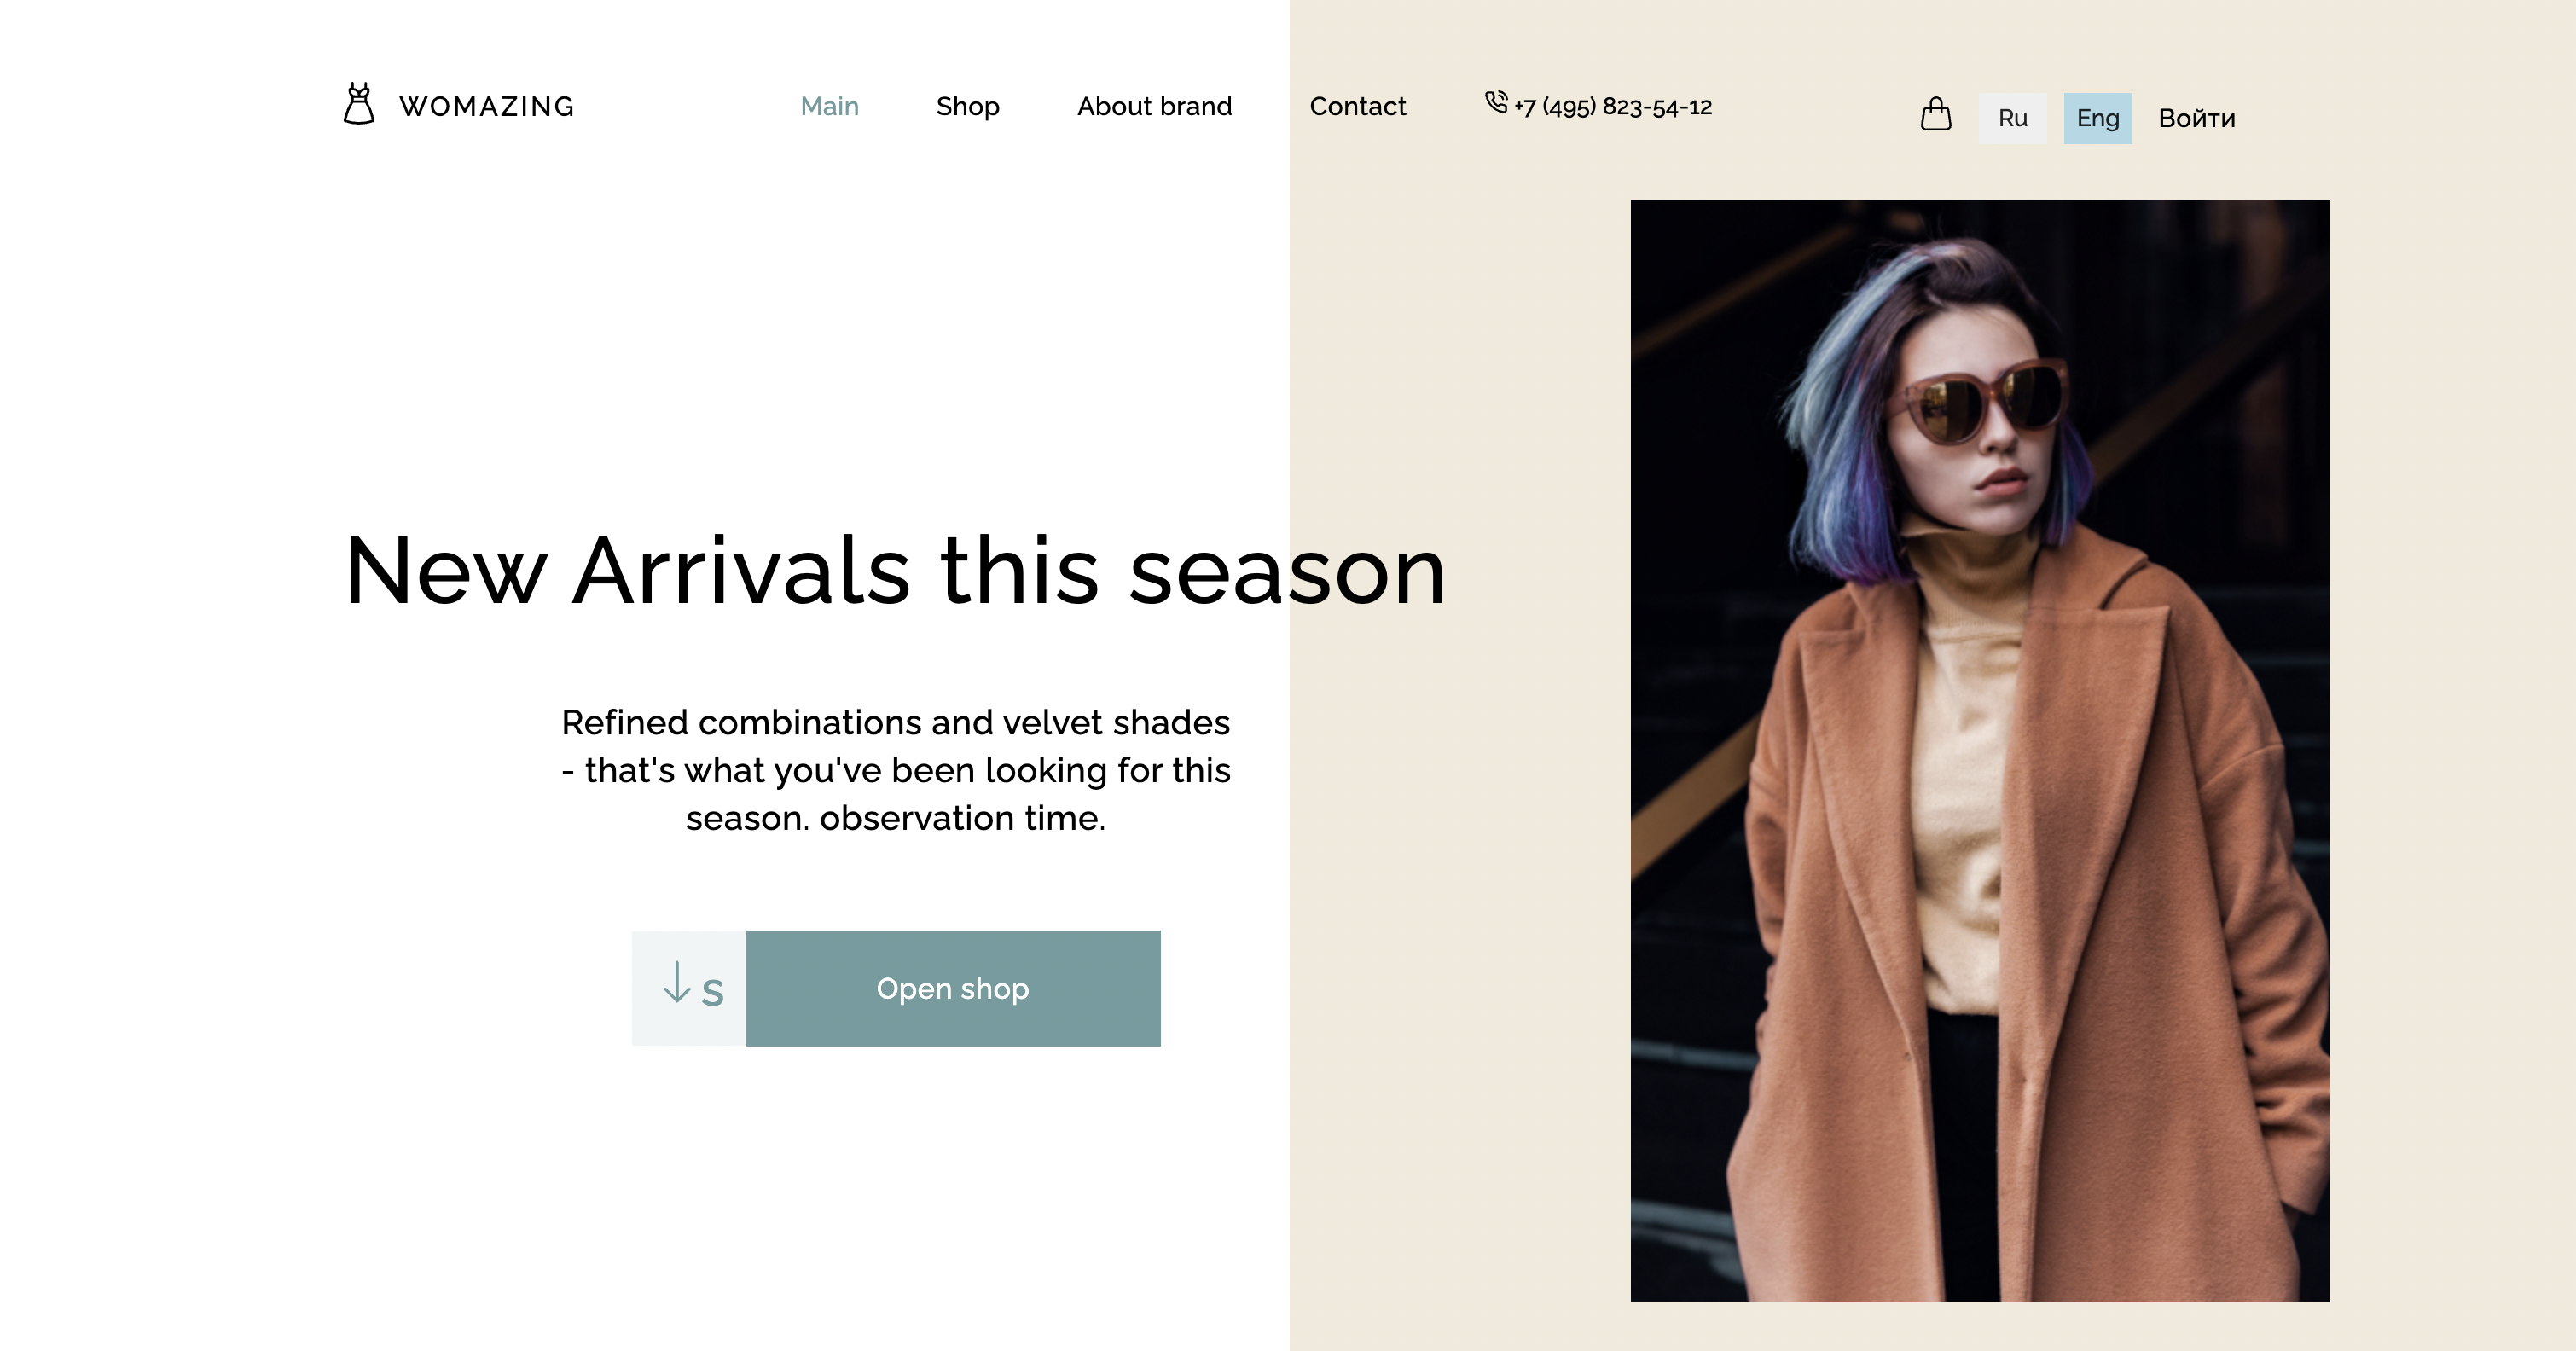 WOMAZING
Main
Shop
About brand
Contact
+7 (495) 823-54-12
Ru
Eng
Войти
New Arrivals this season
Refined combinations and velvet shades
- that's what you've been looking for this
season. observation time.
s
Open shop